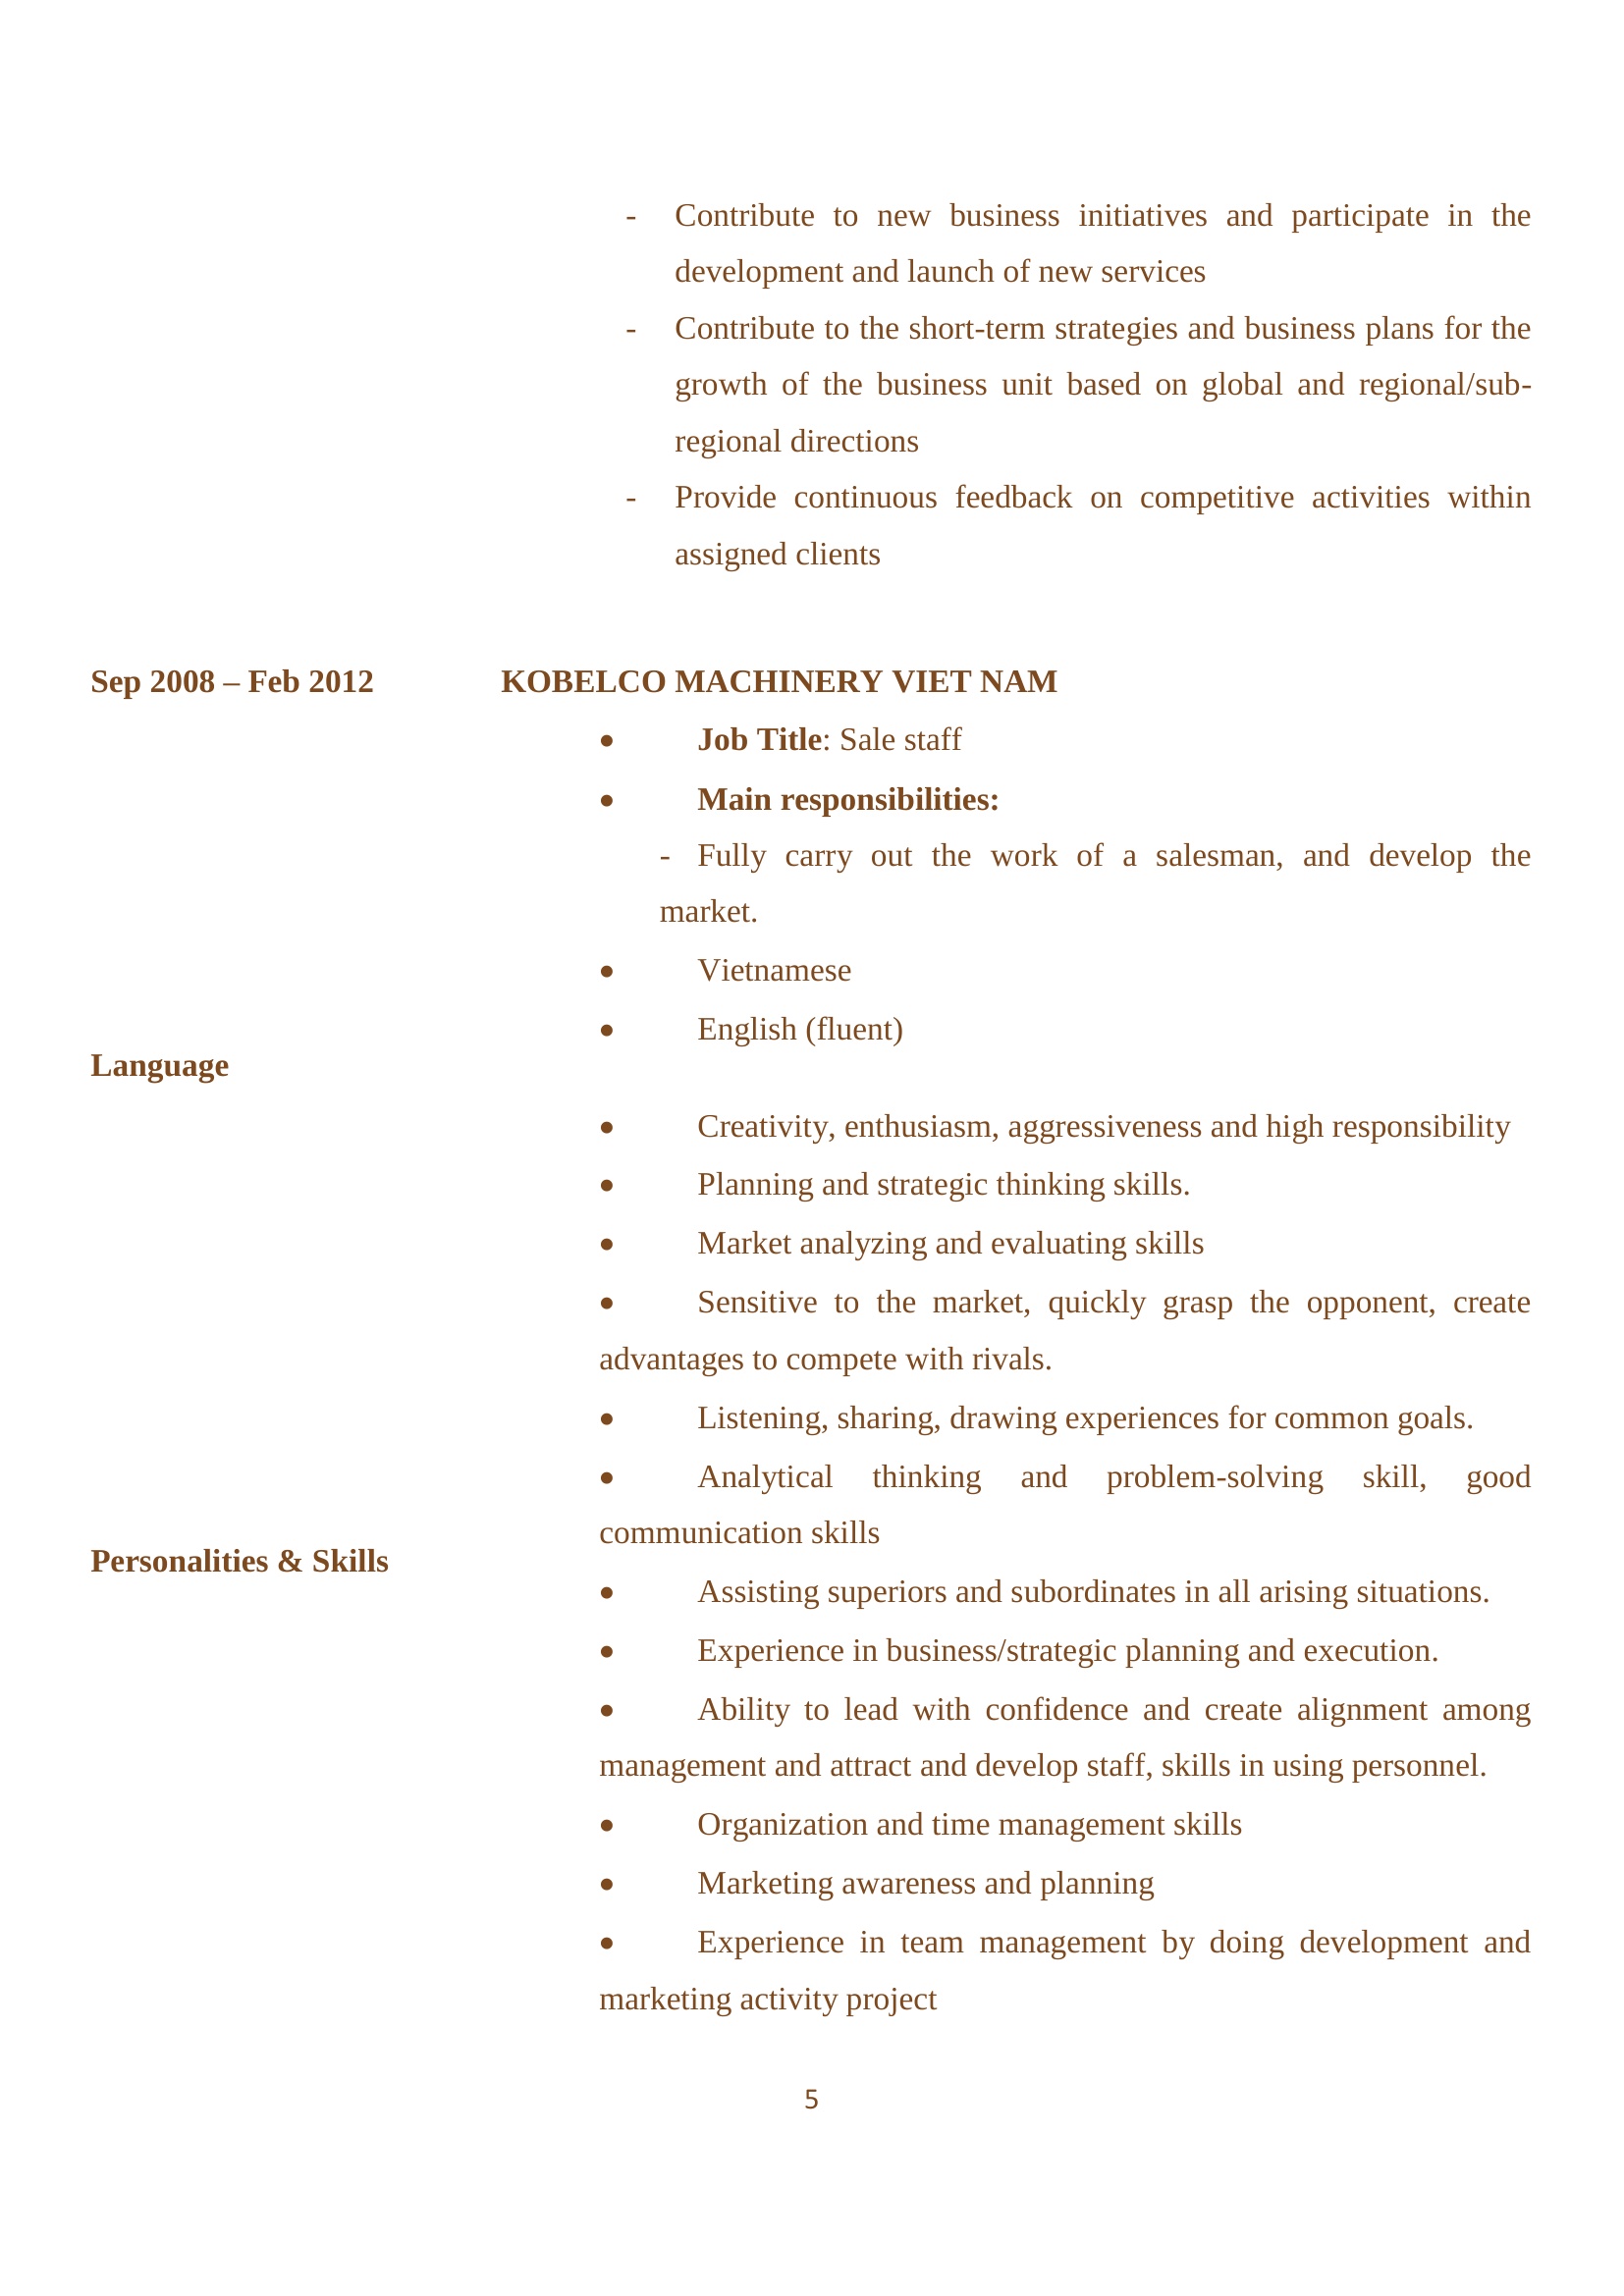 - Contribute to new business initiatives and participate in the
development and launch of new services
- Contribute to the short-term strategies and business plans for the
growth of the business unit based on global and regional/sub-
regional directions
- Provide continuous feedback on competitive activities within
assigned clients
Sep 2008 – Feb 2012 KOBELCO MACHINERY VIET NAM
• Job Title: Sale staff
• Main responsibilities:
- Fully carry out the work of a salesman, and develop the
market.
• Vietnamese
• English (fluent)
Language
• Creativity, enthusiasm, aggressiveness and high responsibility
• Planning and strategic thinking skills.
• Market analyzing and evaluating skills
• Sensitive to the market, quickly grasp the opponent, create
advantages to compete with rivals.
• Listening, sharing, drawing experiences for common goals.
• Analytical thinking and problem-solving skill, good
communication skills
Personalities & Skills
• Assisting superiors and subordinates in all arising situations.
• Experience in business/strategic planning and execution.
• Ability to lead with confidence and create alignment among
management and attract and develop staff, skills in using personnel.
• Organization and time management skills
• Marketing awareness and planning
• Experience in team management by doing development and
marketing activity project
5